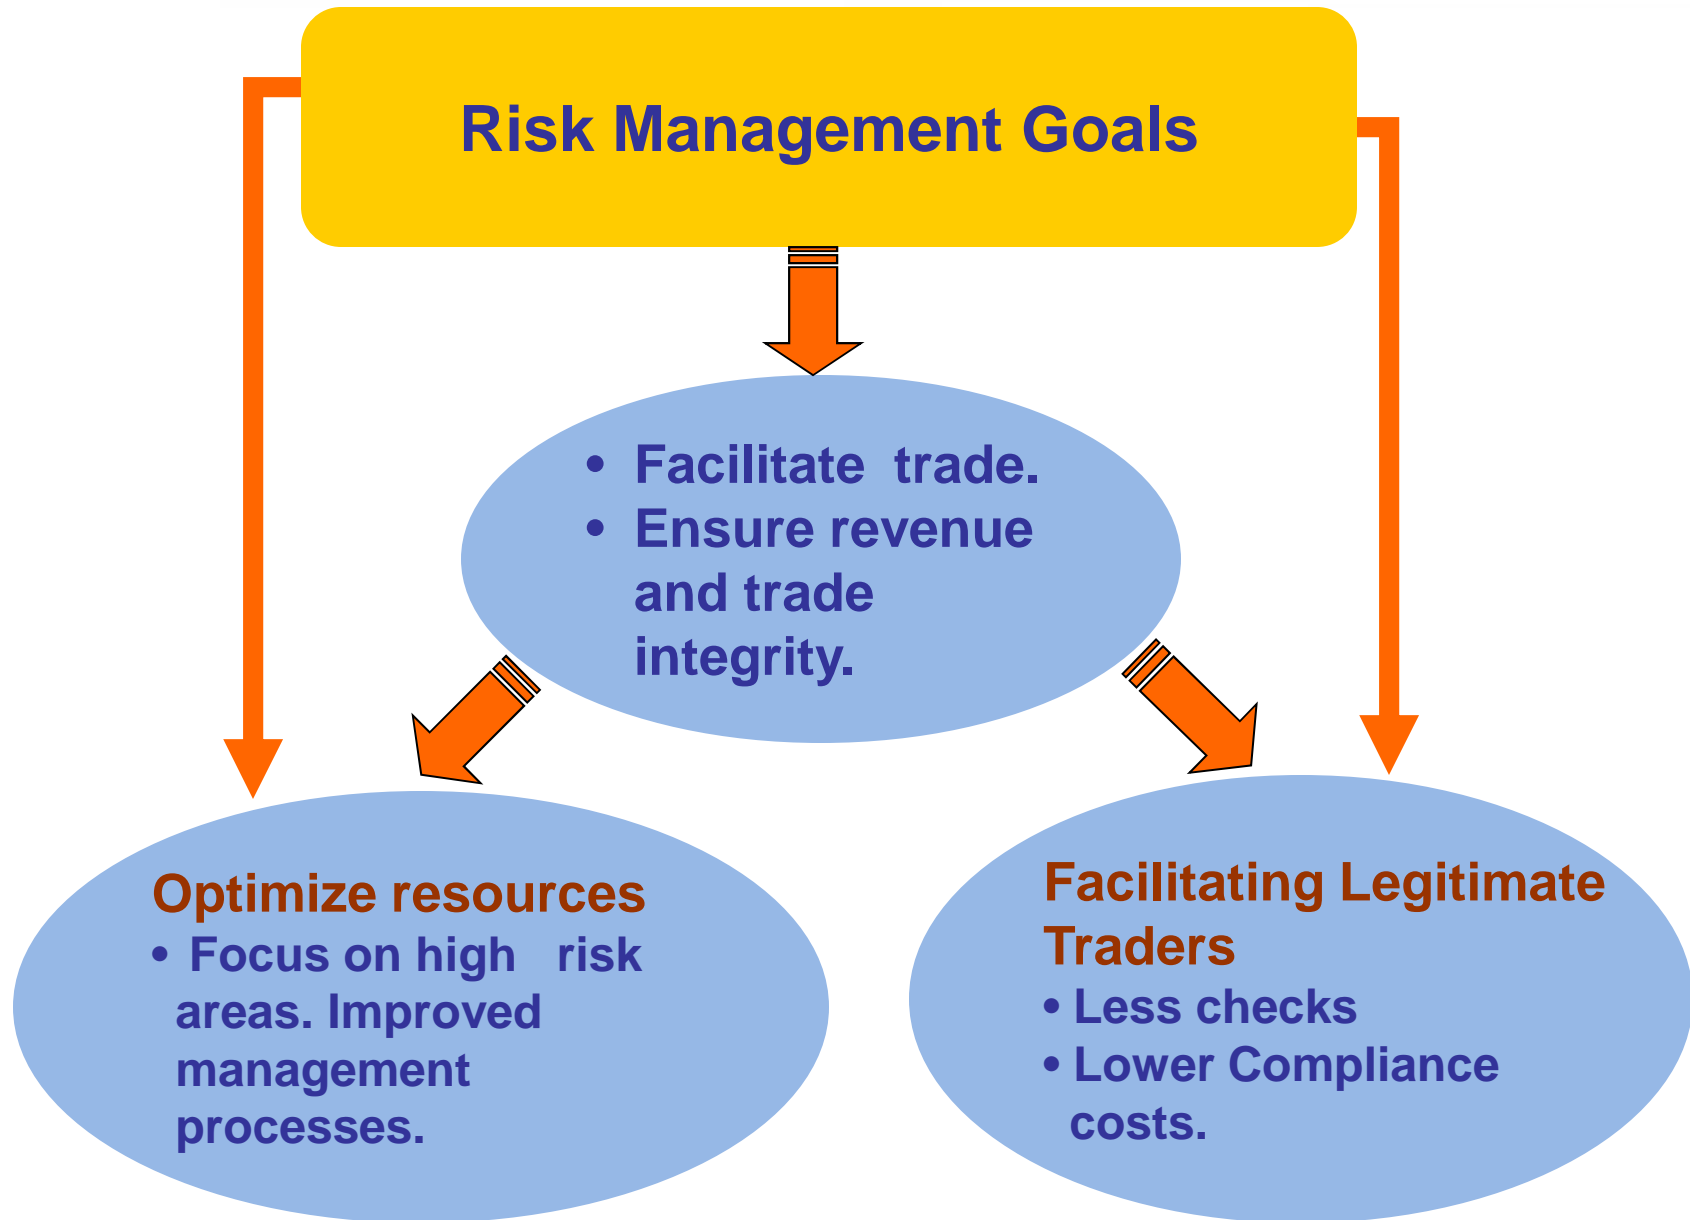 Risk Management Goals
• Facilitate trade.
• Ensure revenue
and trade
integrity.
Optimize resources
• Focus on high risk
areas. Improved
management
processes.
Facilitating Legitimate
Traders
• Less checks
• Lower Compliance
costs.